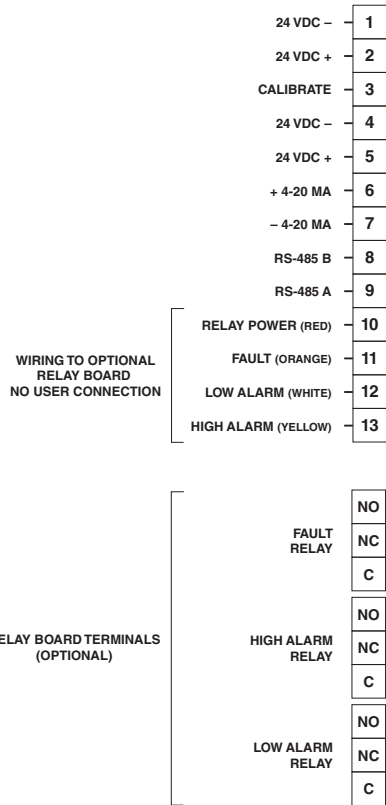 24 VDC – 1
24 VDC + 2
CALIBRATE 3
24 VDC – 4
24 VDC + 5
+ 4-20 MA 6
– 4-20 MA 7
RS-485 B 8
RS-485 A 9
RELAY POWER (RED) 10
FAULT (ORANGE) 11
LOW ALARM (WHITE) 12
HIGH ALARM (YELLOW) 13
WIRING TO OPTIONAL
RELAY BOARD
NO USER CONNECTION
ELAY BOARD TERMINALS
(OPTIONAL)
FAULT
RELAY
NO
NC
C
HIGH ALARM
RELAY
NO
NC
C
LOW ALARM
RELAY
NO
NC
C